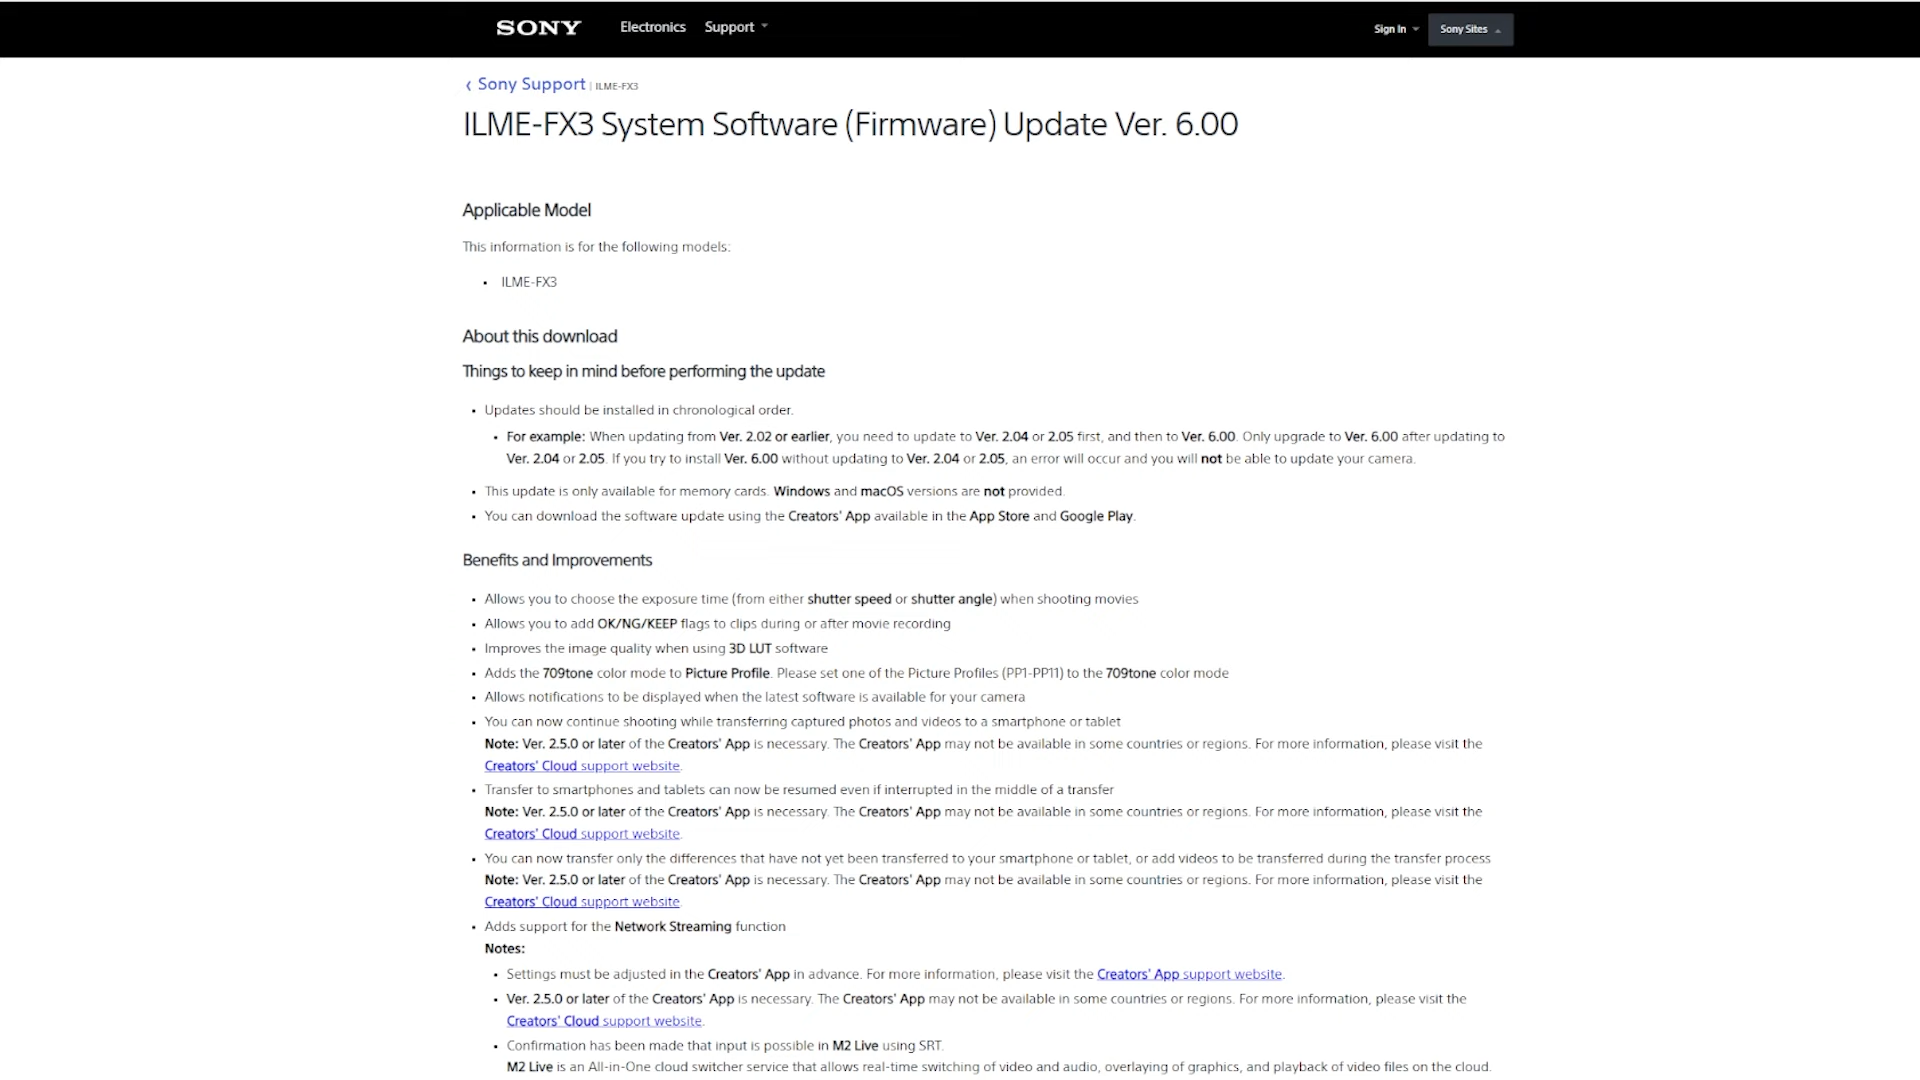 SONY Electronics Support Sign In Sony Sites
‹ Sony Support | ILME-FX3
ILME-FX3 System Software (Firmware) Update Ver. 6.00
Applicable Model
This information is for the following models:
• ILME-FX3
About this download
Things to keep in mind before performing the update
• Updates should be installed in chronological order.
• For example: When updating from Ver. 2.02 or earlier, you need to update to Ver. 2.04 or 2.05 first, and then to Ver. 6.00. Only upgrade to Ver. 6.00 after updating to
Ver. 2.04 or 2.05. If you try to install Ver. 6.00 without updating to Ver. 2.04 or 2.05, an error will occur and you will not be able to update your camera.
• This update is only available for memory cards. Windows and macOS versions are not provided.
• You can download the software update using the Creators' App available in the App Store and Google Play.
Benefits and Improvements
• Allows you to choose the exposure time (from either shutter speed or shutter angle) when shooting movies
• Allows you to add OK/NG/KEEP flags to clips during or after movie recording
• Improves the image quality when using 3D LUT software
• Adds the 709tone color mode to Picture Profile. Please set one of the Picture Profiles (PP1-PP11) to the 709tone color mode
• Allows notifications to be displayed when the latest software is available for your camera
• You can now continue shooting while transferring captured photos and videos to a smartphone or tablet
Note: Ver. 2.5.0 or later of the Creators' App is necessary. The Creators' App may not be available in some countries or regions. For more information, please visit the
Creators' Cloud support website.
• Transfer to smartphones and tablets can now be resumed even if interrupted in the middle of a transfer
Note: Ver. 2.5.0 or later of the Creators' App is necessary. The Creators' App may not be available in some countries or regions. For more information, please visit the
Creators' Cloud support website.
• You can now transfer only the differences that have not yet been transferred to your smartphone or tablet, or add videos to be transferred during the transfer process
Note: Ver. 2.5.0 or later of the Creators' App is necessary. The Creators' App may not be available in some countries or regions. For more information, please visit the
Creators' Cloud support website.
• Adds support for the Network Streaming function
Notes:
• Settings must be adjusted in the Creators' App in advance. For more information, please visit the Creators' App support website.
• Ver. 2.5.0 or later of the Creators' App is necessary. The Creators' App may not be available in some countries or regions. For more information, please visit the
Creators' Cloud support website.
• Confirmation has been made that input is possible in M2 Live using SRT.
M2 Live is an All-in-One cloud switcher service that allows real-time switching of video and audio, overlaying of graphics, and playback of video files on the cloud.